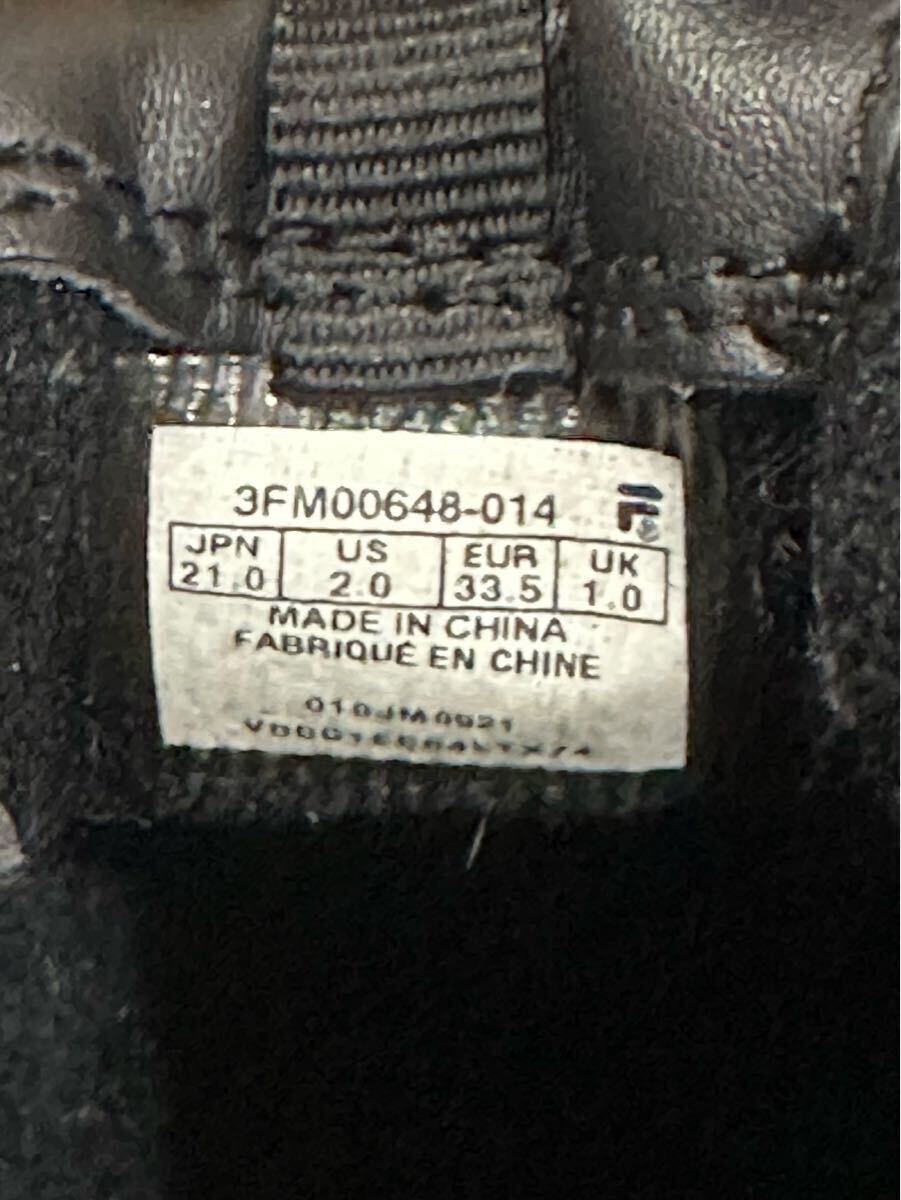 3FM00648-014
JPN US EUR UK
21.0 2.0 33.5 1.0
MADE IN CHINA
FABRIQUÉ EN CHINE
010JM0921